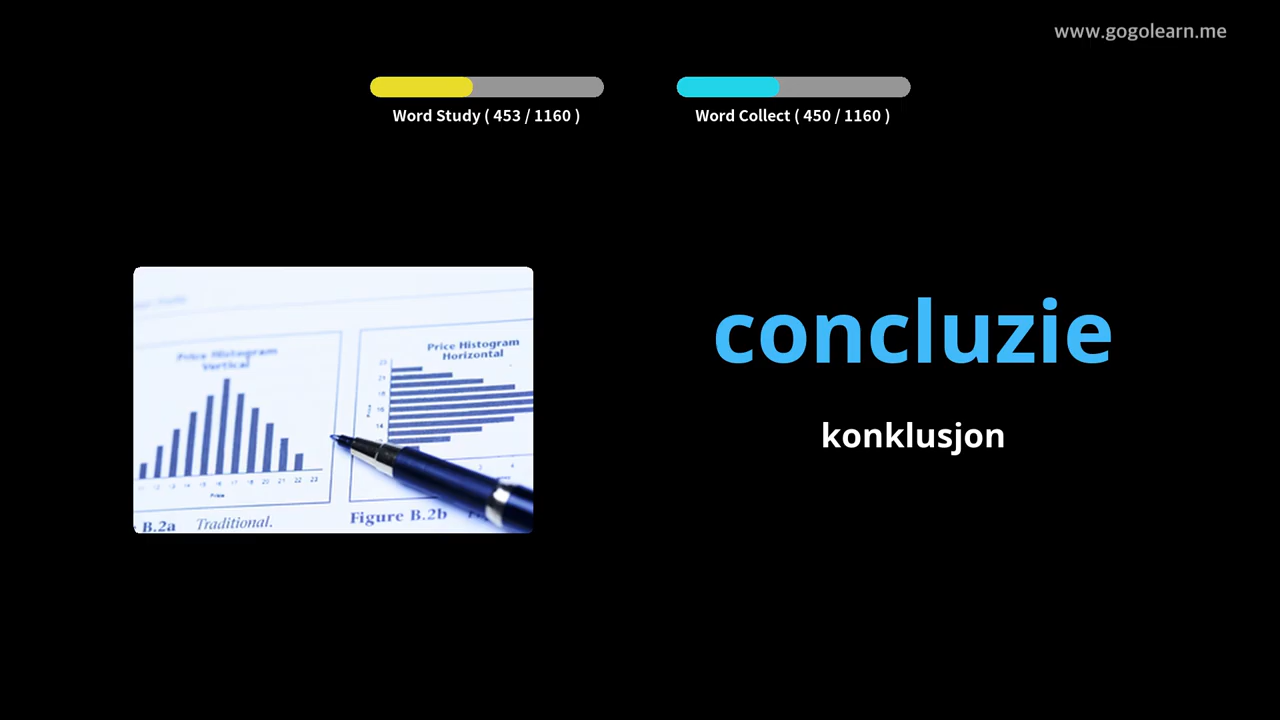 www.gogolearn.me
Word Study ( 453 / 1160 )
Word Collect ( 450 / 1160 )
concluzie
konklusjon
Price Histogram
Vertical
Price Histogram
Horizontal
Price
B.2a Traditional.
Figure B.2b